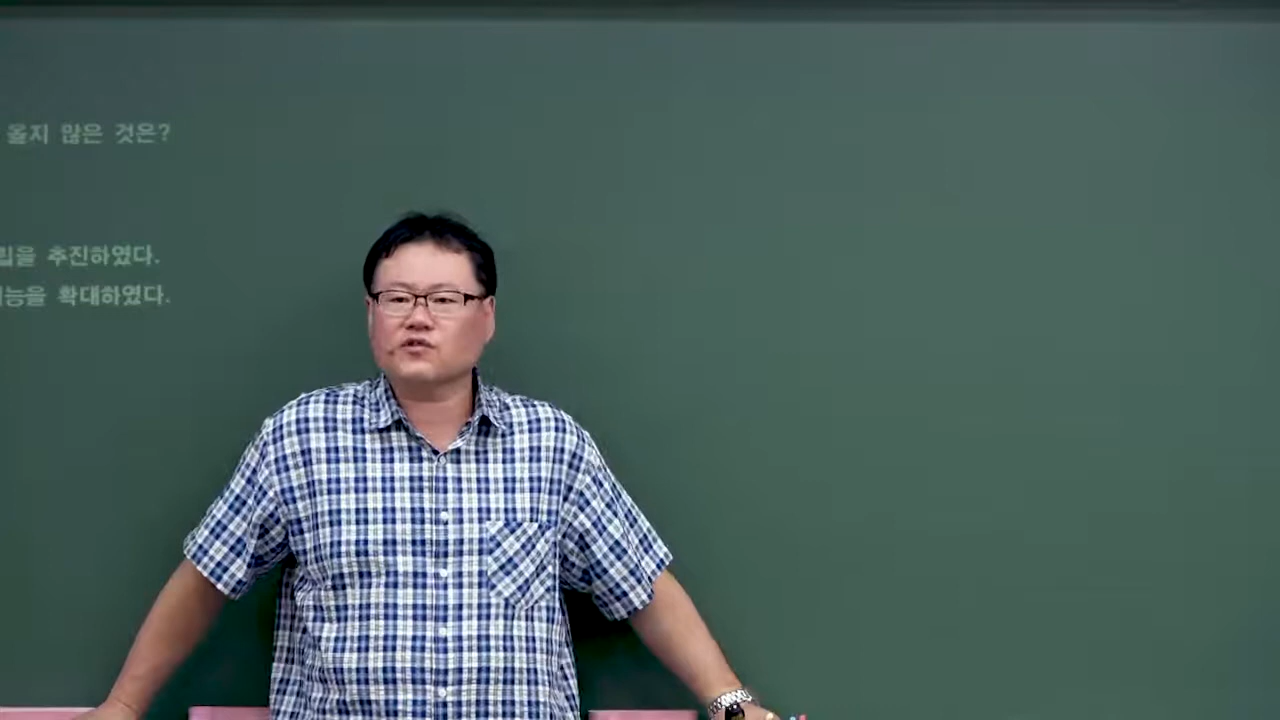 옳지 않은 것은?
립을 추진하였다.
능을 확대하였다.